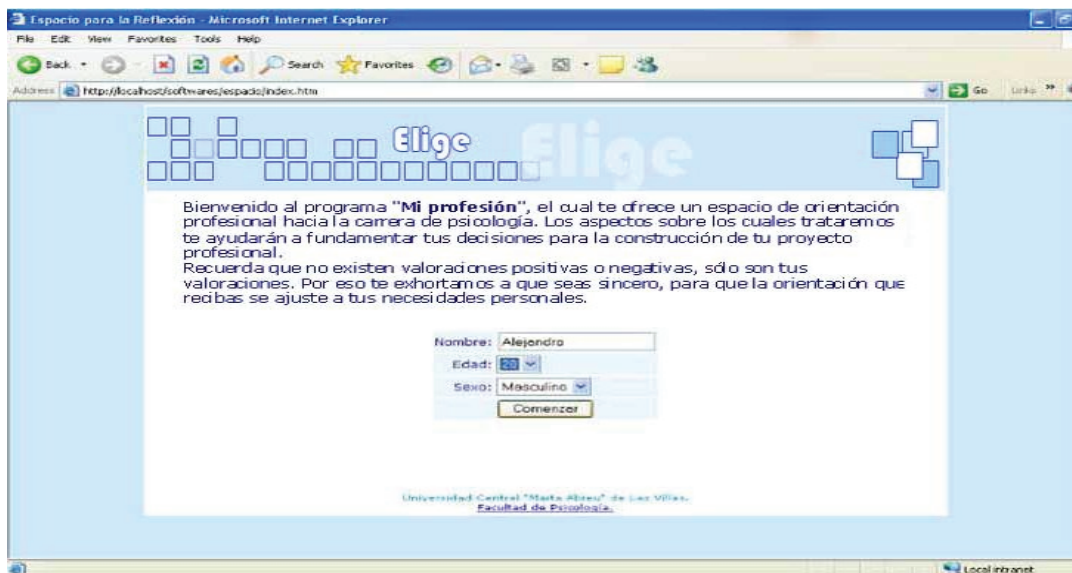 Espacio para la Reflexión - Microsoft Internet Explorer
File Edit View Favorites Tools Help
Back Search Favorites
Address http://localhost/softwares/espacio/index.htm Go Links
Elige Elige
Bienvenido al programa "Mi profesión", el cual te ofrece un espacio de orientación
profesional hacia la carrera de psicología. Los aspectos sobre los cuales trataremos
te ayudarán a fundamentar tus decisiones para la construcción de tu proyecto
profesional.
Recuerda que no existen valoraciones positivas o negativas, sólo son tus
valoraciones. Por eso te exhortamos a que seas sincero, para que la orientación que
recibas se ajuste a tus necesidades personales.
Nombre: Alejandro
Edad: 20
Sexo: Masculino
Comenzar
Universidad Central "Marta Abreu" de Las Villas.
Facultad de Psicología.
Local intranet